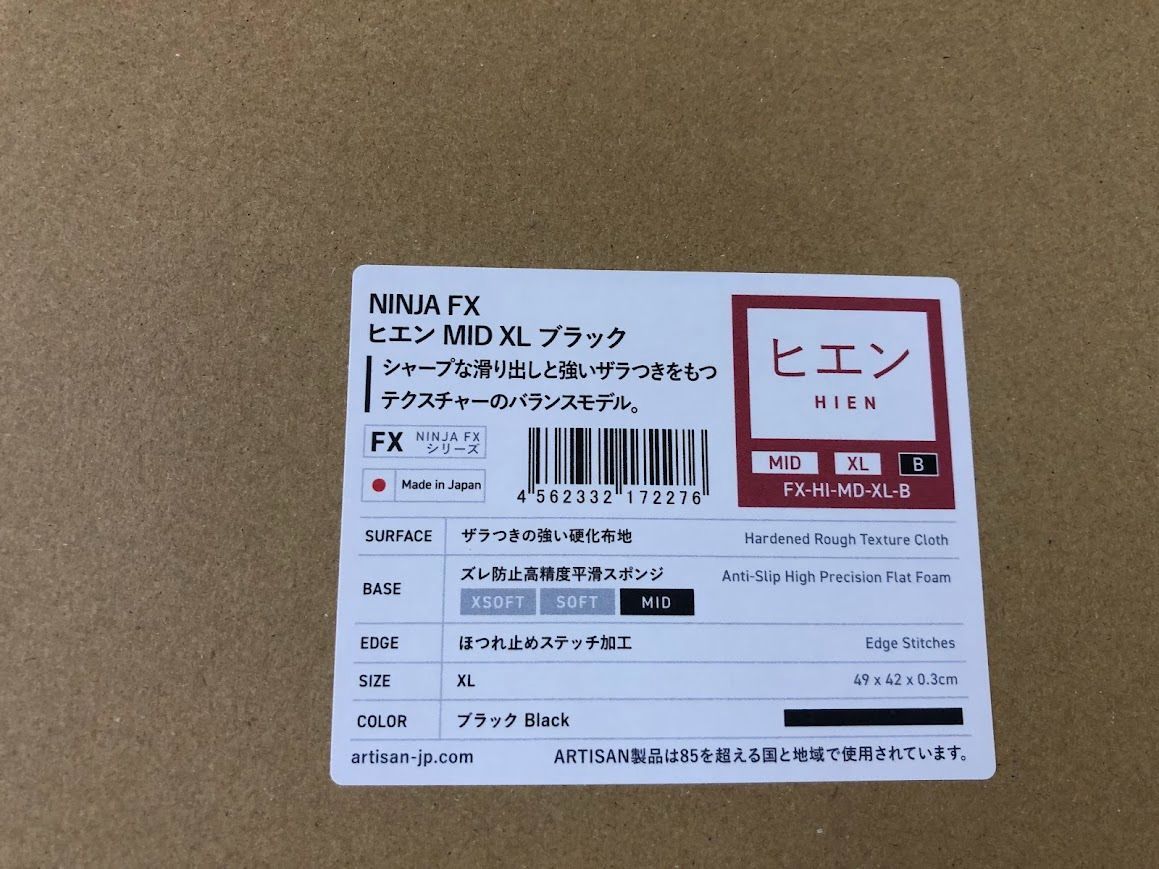 NINJA FX
ヒエン MID XL ブラック
シャープな滑り出しと強いザラつきをもつ
テクスチャーのバランスモデル。
FX NINJA FX
シリーズ
Made in Japan
4 562332 172276
ヒエン
HIEN
MID XL B
FX-HI-MD-XL-B
SURFACE ザラつきの強い硬化布地 Hardened Rough Texture Cloth
BASE ズレ防止高精度平滑スポンジ Anti-Slip High Precision Flat Foam
XSOFT SOFT MID
EDGE ほつれ止めステッチ加工 Edge Stitches
SIZE XL 49 x 42 x 0.3cm
COLOR ブラック Black
artisan-jp.com ARTISAN製品は85を超える国と地域で使用されています。